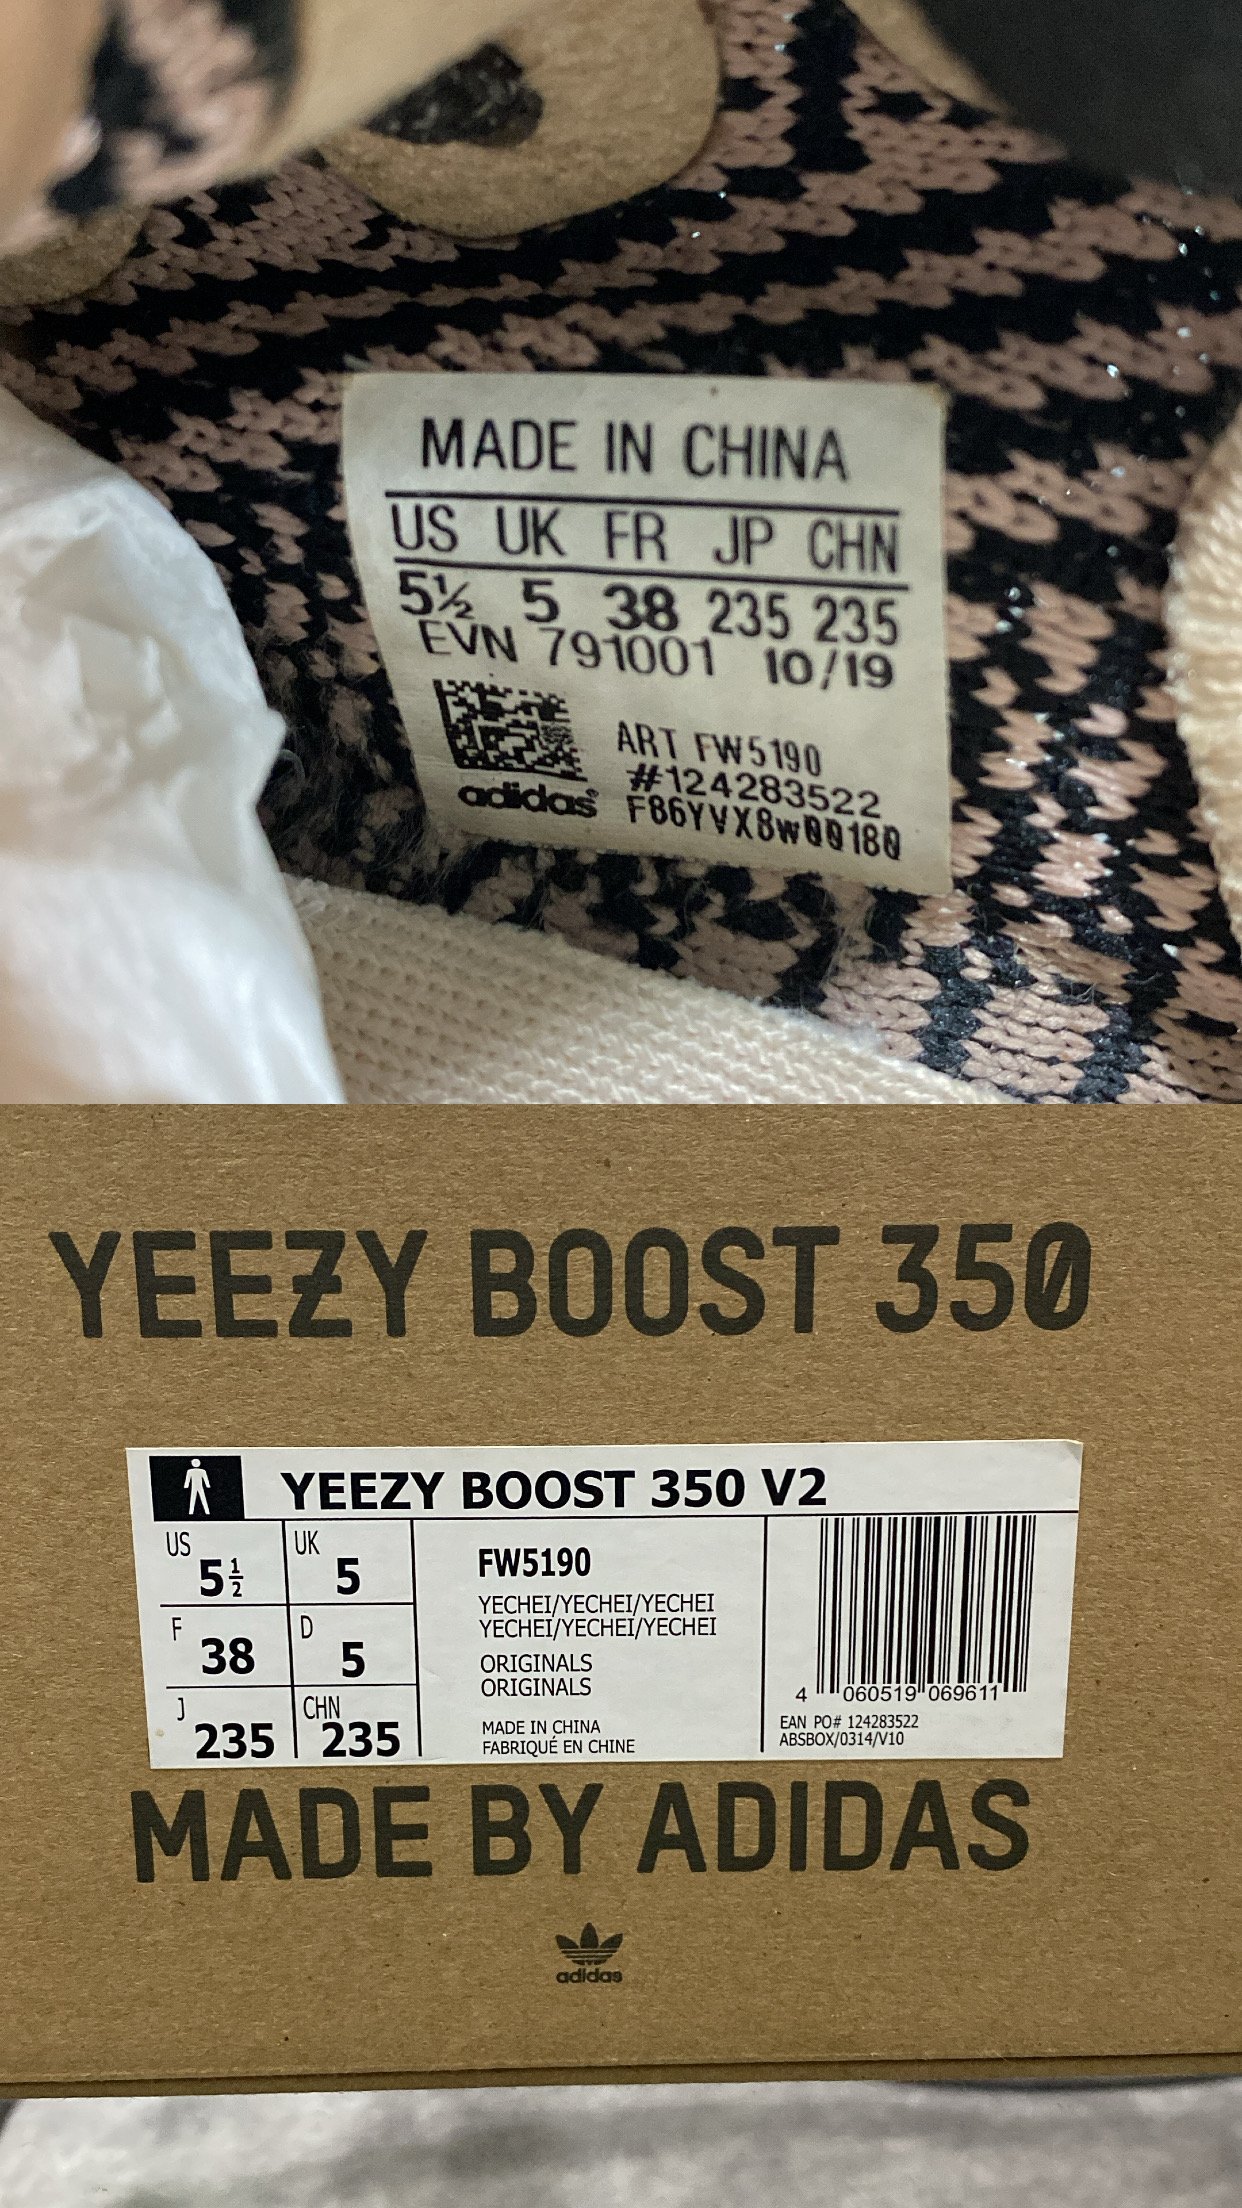 MADE IN CHINA
US UK FR JP CHN
5½ 5 38 235 235
EVN 791001 10/19
ART FW5190
#124283522
F86YVX8w00180
adidas
YEEZY BOOST 350
YEEZY BOOST 350 V2
US 5½ UK 5
F 38 D 5
J 235 CHN 235
FW5190
YECHEI/YECHEI/YECHEI
YECHEI/YECHEI/YECHEI
ORIGINALS
ORIGINALS
MADE IN CHINA
FABRIQUÉ EN CHINE
4 060519 069611
EAN PO# 124283522
ABSBOX/0314/V10
MADE BY ADIDAS
adidas